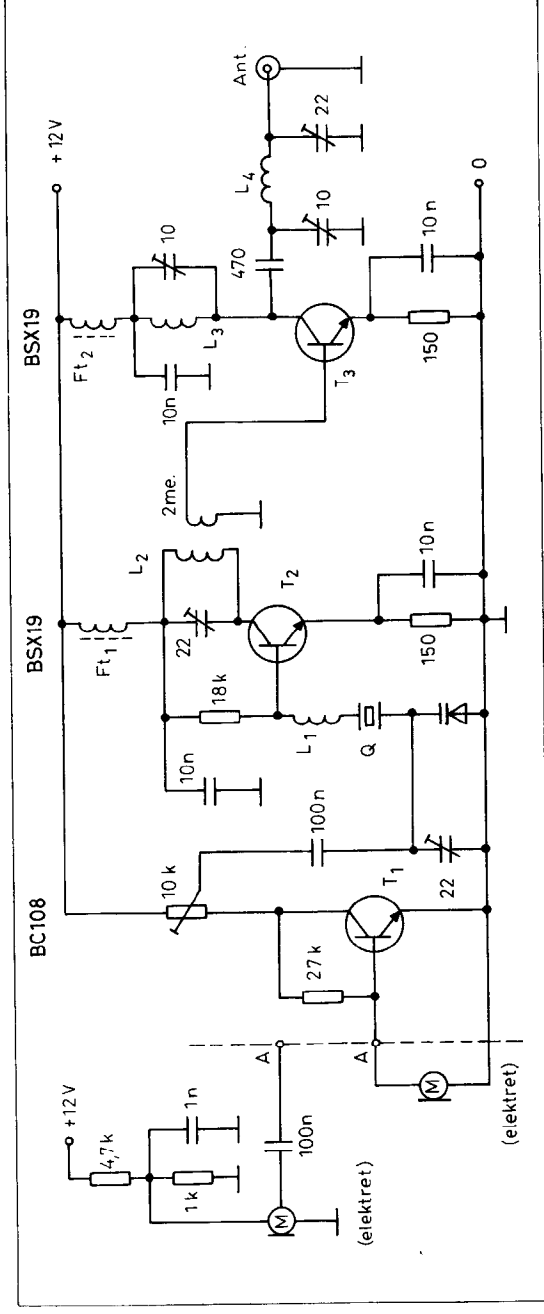 BC108
BSX19
BSX19
+12V
+12V
4,7k
1k
1n
M
(elektret)
100n
A
A
M
(elektret)
27k
10k
T1
100n
22
10n
18k
L1
Q
Ft1
22
L2
T2
150
10n
2me.
Ft2
10n
L3
10
T3
150
10n
470
10
L4
22
Ant.
0